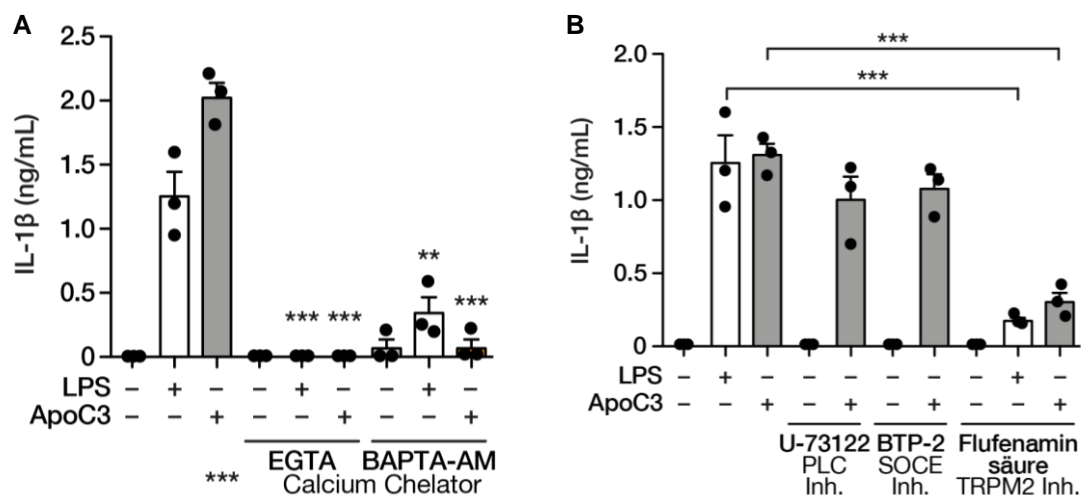 A
IL-1β (ng/mL)
2.5
2.0
1.5
1.0
0.5
0
*** *** ** ***
LPS – + – – + – – + –
ApoC3 – – + – – + – – +
***
EGTA BAPTA-AM
Calcium Chelator
B
IL-1β (ng/mL)
2.0
1.5
1.0
0.5
0
***
***
LPS – + – – – – – – + –
ApoC3 – – + – + – + – – +
U-73122 BTP-2 Flufenamin
PLC SOCE säure
Inh. Inh. TRPM2 Inh.